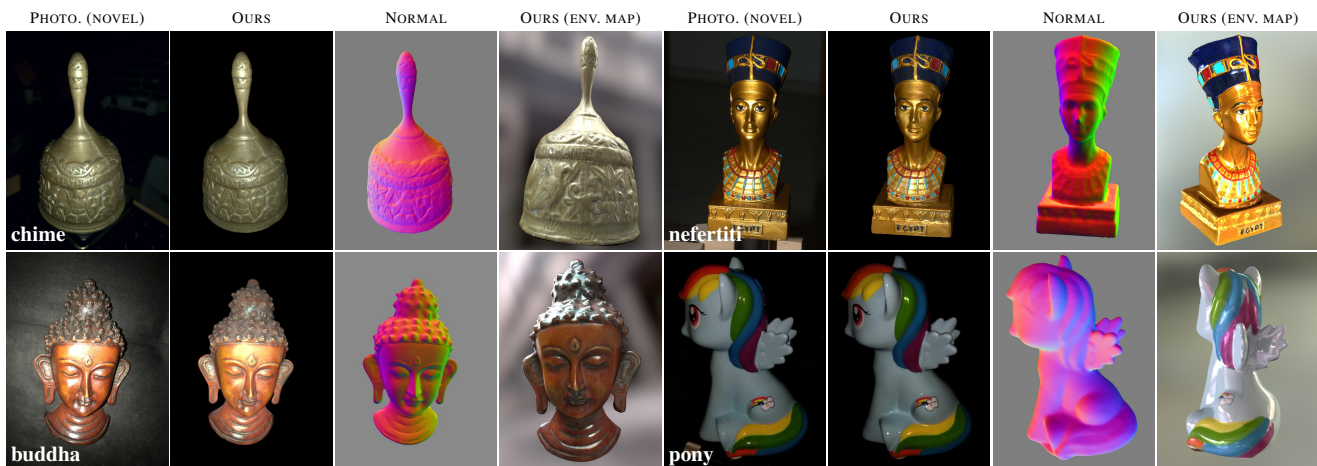 PHOTO. (NOVEL) OURS NORMAL OURS (ENV. MAP) PHOTO. (NOVEL) OURS NORMAL OURS (ENV. MAP)
chime
nefertiti
EGYPT
EGYPT
EGYPT
buddha
pony